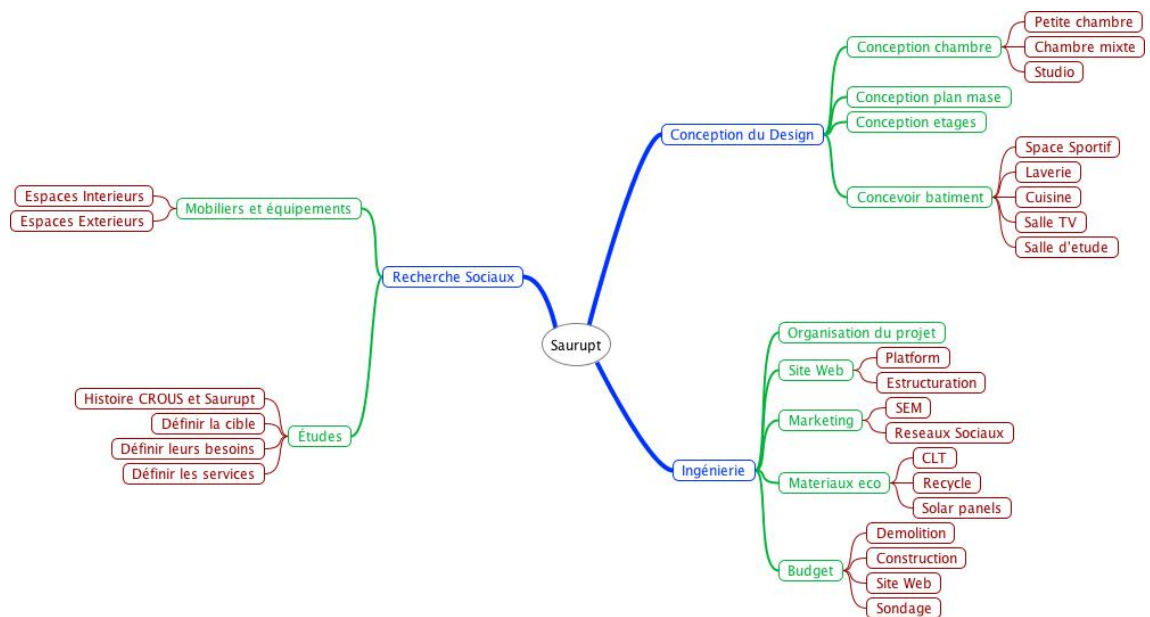 Saurupt
Conception du Design
Conception chambre
Petite chambre
Chambre mixte
Studio
Conception plan mase
Conception etages
Concevoir batiment
Space Sportif
Laverie
Cuisine
Salle TV
Salle d'etude
Recherche Sociaux
Mobiliers et équipements
Espaces Interieurs
Espaces Exterieurs
Études
Histoire CROUS et Saurupt
Définir la cible
Définir leurs besoins
Définir les services
Ingénierie
Organisation du projet
Site Web
Platform
Estructuration
Marketing
SEM
Reseaux Sociaux
Materiaux eco
CLT
Recycle
Solar panels
Budget
Demolition
Construction
Site Web
Sondage